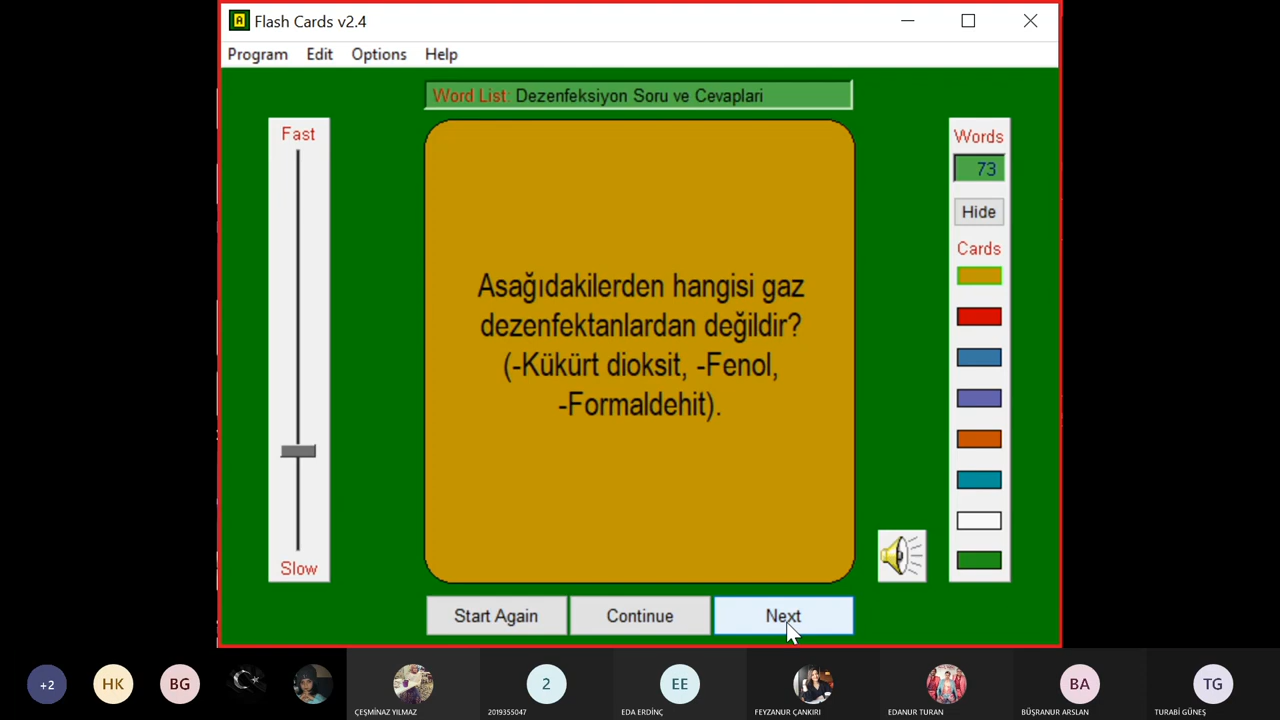 Flash Cards v2.4
Program Edit Options Help
Word List: Dezenfeksiyon Soru ve Cevaplari
Fast
Words
73
Hide
Cards
Asağıdakilerden hangisi gaz
dezenfektanlardan değildir?
(-Kükürt dioksit, -Fenol,
-Formaldehit).
Slow
Start Again Continue Next
+2 HK BG 2 EE BA TG
ÇEŞMİNAZ YILMAZ 2019355047 EDA ERDİNÇ FEYZANUR ÇANKIRI EDANUR TURAN BÜŞRANUR ARSLAN TURABİ GÜNEŞ